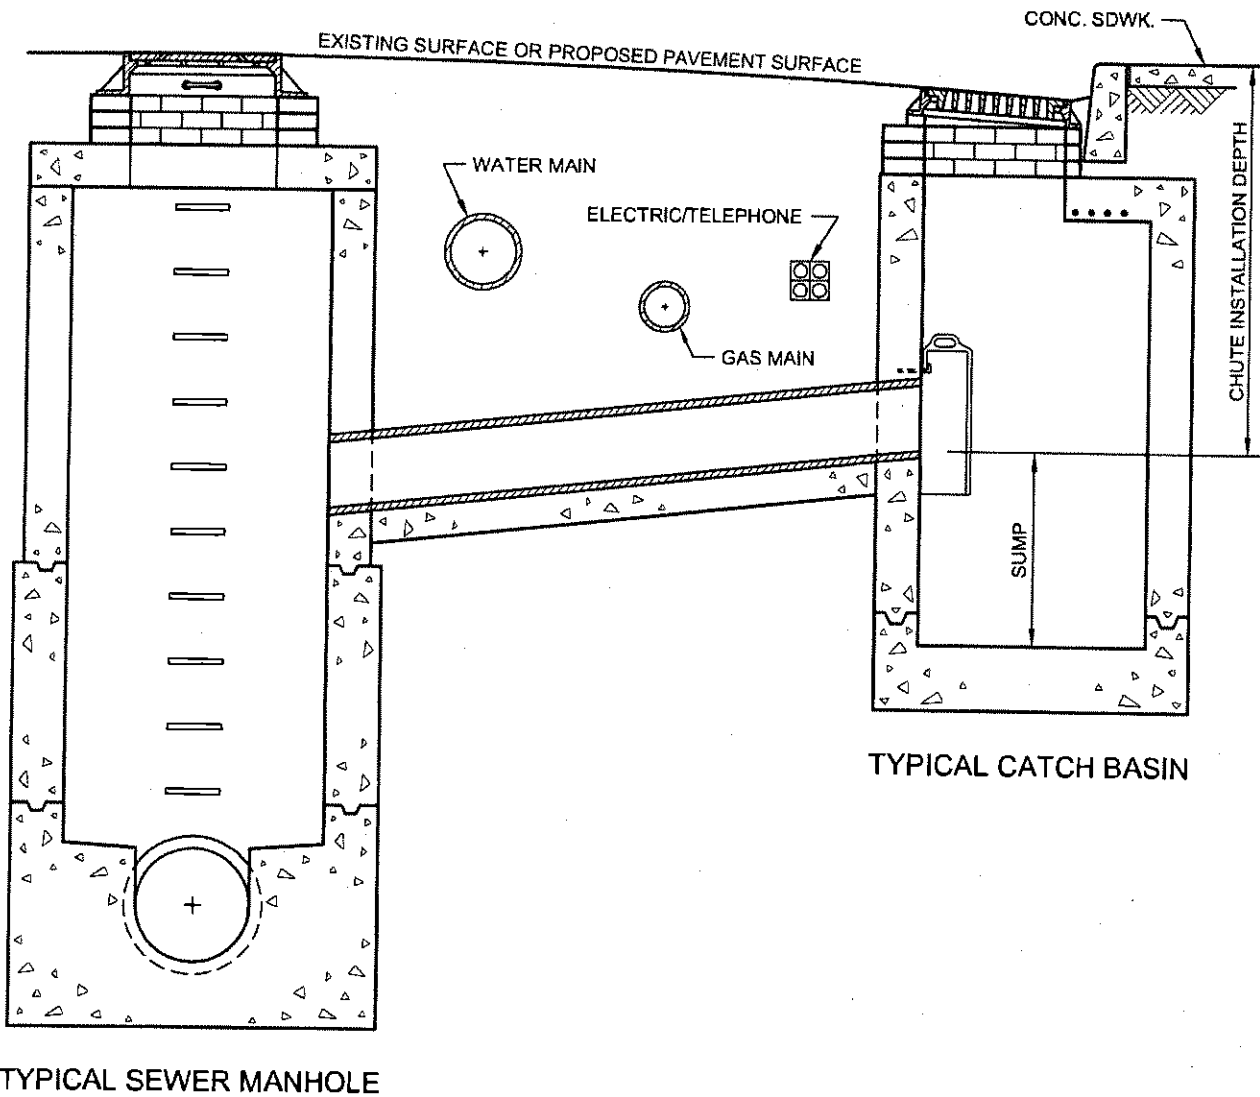 CONC. SDWK.
EXISTING SURFACE OR PROPOSED PAVEMENT SURFACE
WATER MAIN
ELECTRIC/TELEPHONE
GAS MAIN
CHUTE INSTALLATION DEPTH
SUMP
TYPICAL CATCH BASIN
TYPICAL SEWER MANHOLE